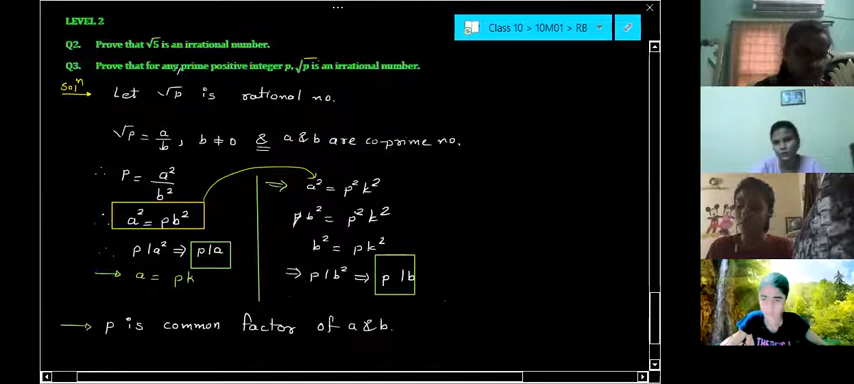 LEVEL 2
Class 10 > 10M01 > RB
Q2. Prove that √5 is an irrational number.
Q3. Prove that for any prime positive integer p, √p is an irrational number.
Solⁿ → Let √p is rational no.
√p = a/b, b ≠ 0 & a & b are co-prime no.
∴ P = a²/b²
∴ a² = pb²
∴ p | a² ⇒ p | a
→ a = pk
⇒ a² = p²k²
pb² = p²k²
b² = pk²
⇒ p | b² ⇒ p | b
→ p is common factor of a & b.